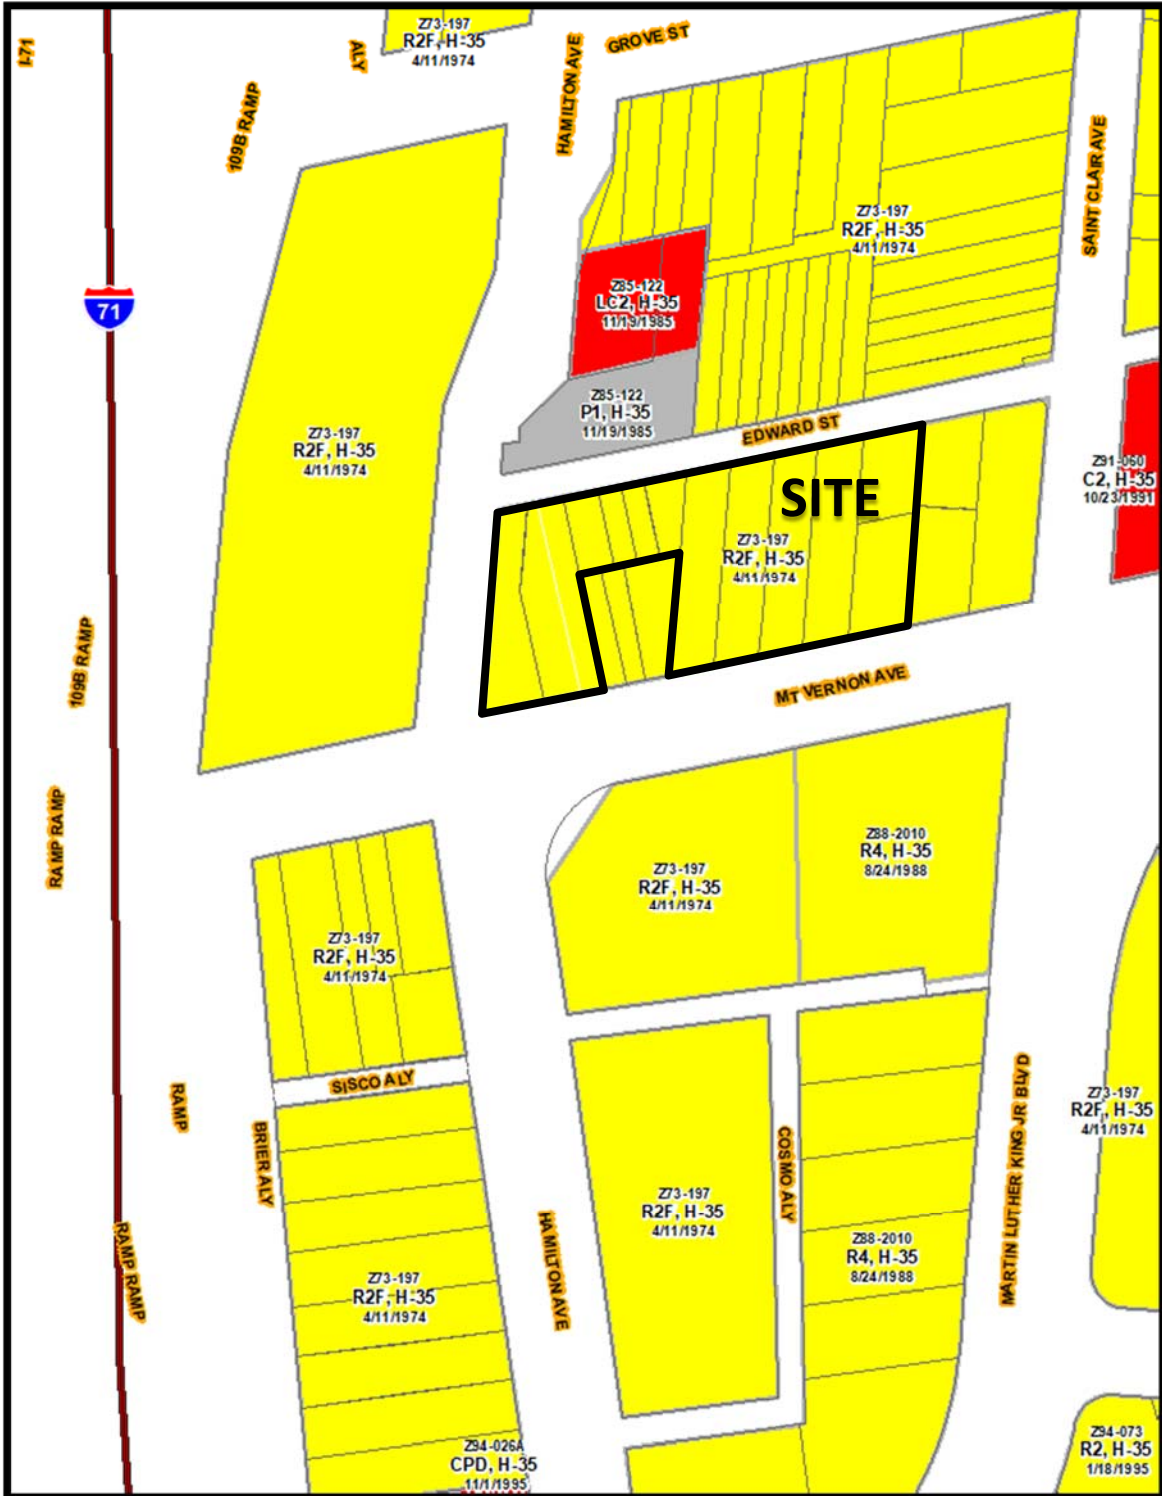 I-71
ALY
Z73-197
R2F, H-35
4/11/1974
HAMILTON AVE
GROVE ST
109B RAMP
SAINT CLAIR AVE
Z73-197
R2F, H-35
4/11/1974
71
Z85-122
LC2, H-35
11/19/1985
Z85-122
P1, H-35
11/19/1985
EDWARD ST
Z73-197
R2F, H-35
4/11/1974
Z91-060
C2, H-35
10/23/1991
SITE
Z73-197
R2F, H-35
4/11/1974
109B RAMP
MT VERNON AVE
RAMP RAMP
Z88-2010
R4, H-35
8/24/1988
Z73-197
R2F, H-35
4/11/1974
Z73-197
R2F, H-35
4/11/1974
SISCO ALY
RAMP
BRIER ALY
COSMO ALY
MARTIN LUTHER KING JR BLVD
Z73-197
R2F, H-35
4/11/1974
Z73-197
R2F, H-35
4/11/1974
HAMILTON AVE
RAMP RAMP
Z88-2010
R4, H-35
8/24/1988
Z73-197
R2F, H-35
4/11/1974
Z94-026A
CPD, H-35
11/1/1995
Z94-073
R2, H-35
1/18/1995